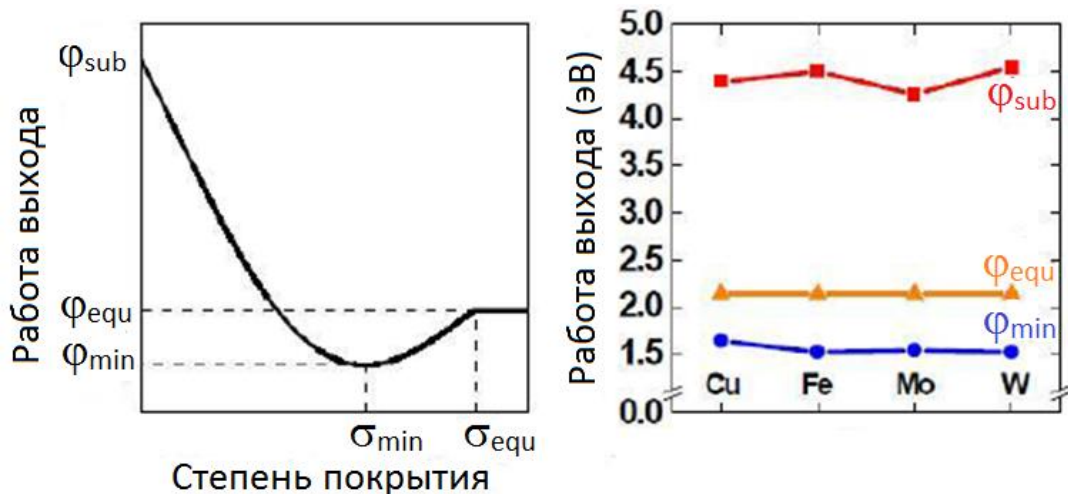 Работа выхода
φsub
φequ
φmin
σmin
σequ
Степень покрытия
Работа выхода (эВ)
5.0
4.5
4.0
3.5
3.0
2.5
2.0
1.5
0.0
φsub
φequ
φmin
Cu Fe Mo W